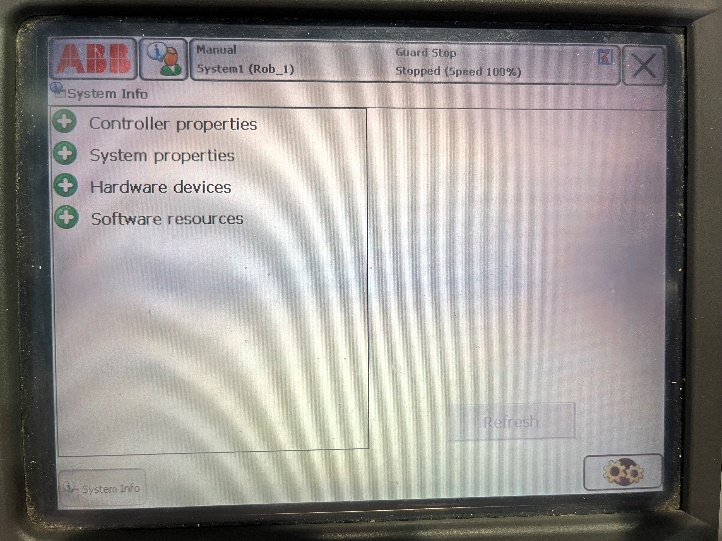 ABB
Manual
System1 (Rob_1)
Guard Stop
Stopped (Speed 100%)
System Info
Controller properties
System properties
Hardware devices
Software resources
Refresh
System Info